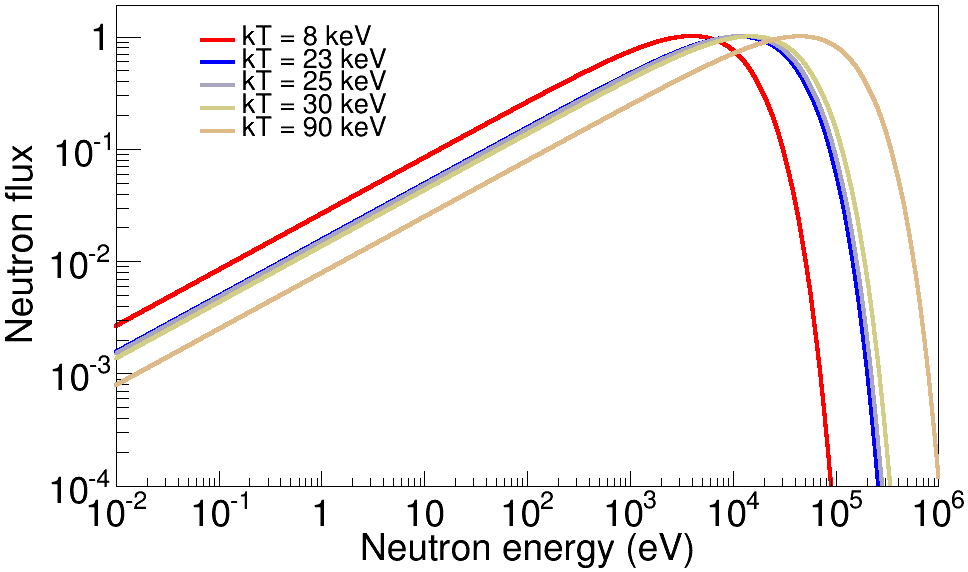 kT = 8 keV
kT = 23 keV
kT = 25 keV
kT = 30 keV
kT = 90 keV
Neutron flux
1
10⁻¹
10⁻²
10⁻³
10⁻⁴
10⁻² 10⁻¹ 1 10 10² 10³ 10⁴ 10⁵ 10⁶
Neutron energy (eV)